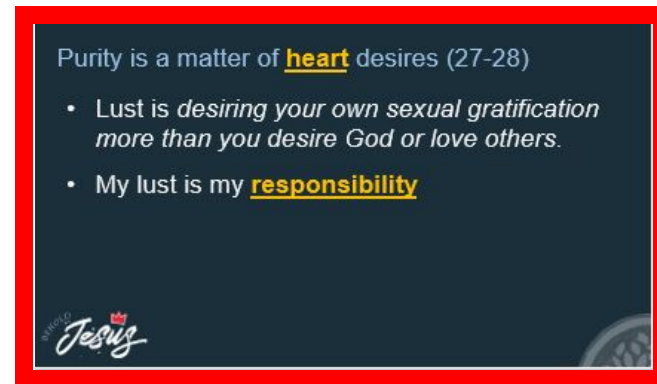 Purity is a matter of heart desires (27-28)
• Lust is desiring your own sexual gratification
more than you desire God or love others.
• My lust is my responsibility
BEHOLD
Jesus